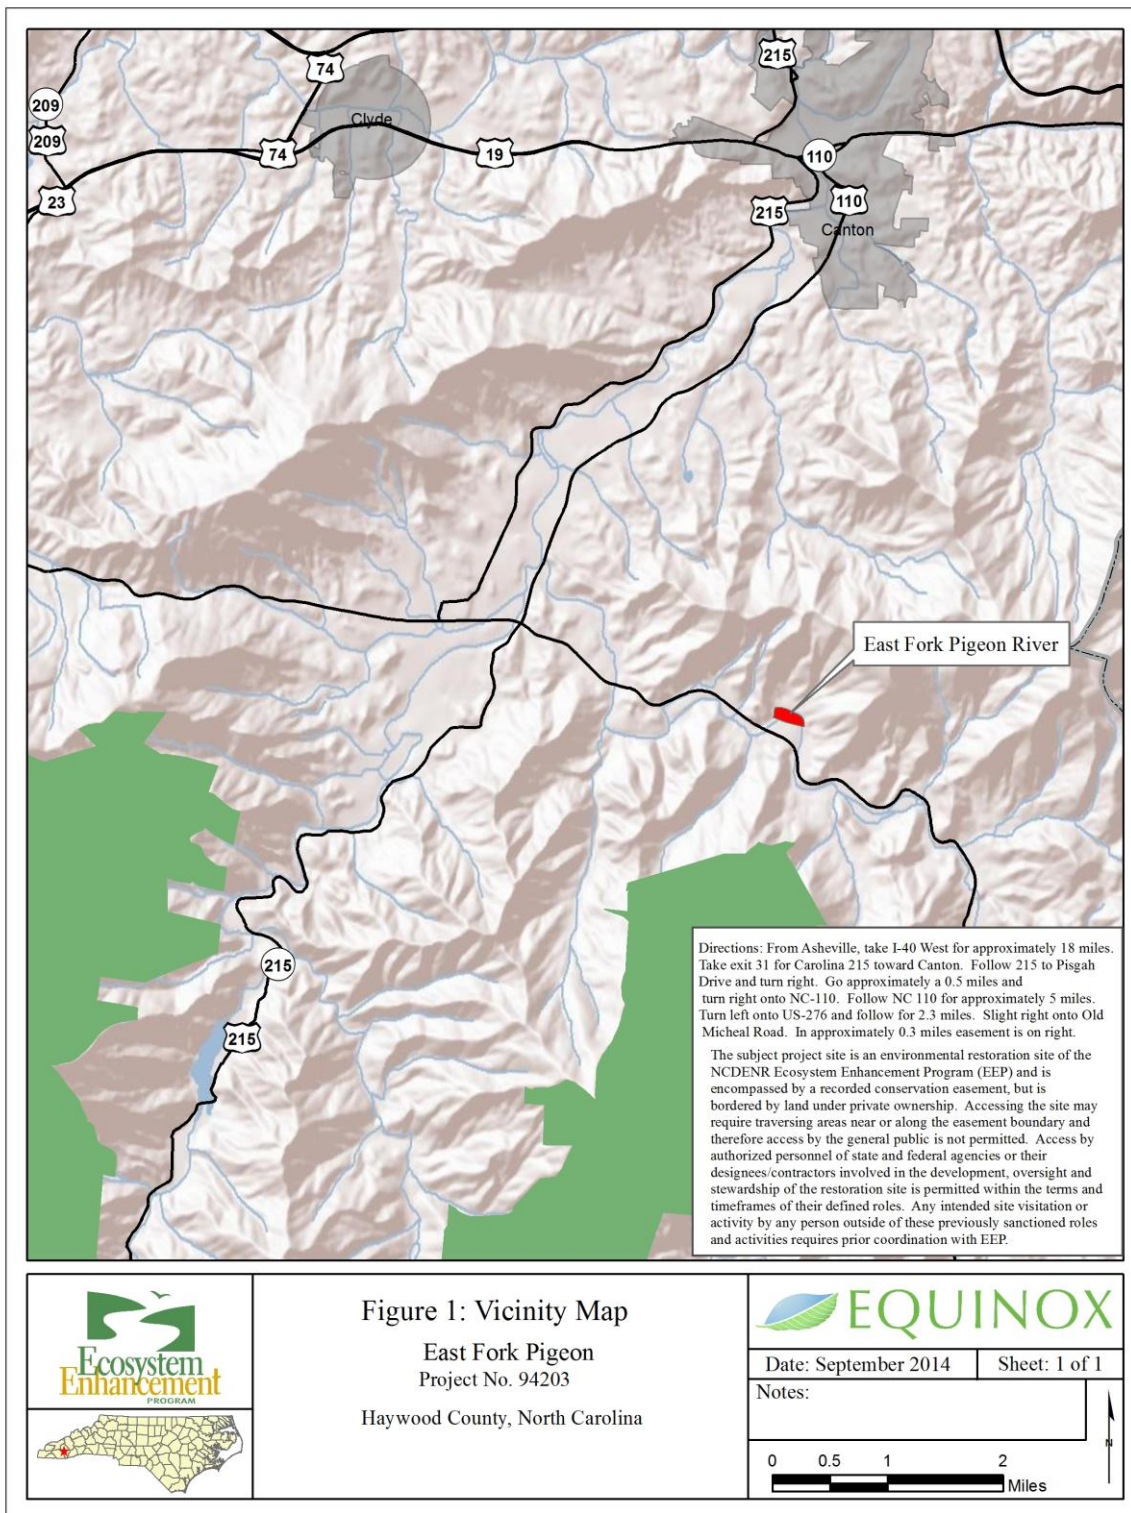 74
215
209
209
Clyde
74
19
110
23
215
110
Canton
East Fork Pigeon River
215
215
Directions: From Asheville, take I-40 West for approximately 18 miles.
Take exit 31 for Carolina 215 toward Canton.  Follow 215 to Pisgah
Drive and turn right.  Go approximately a 0.5 miles and
turn right onto NC-110.  Follow NC 110 for approximately 5 miles.
Turn left onto US-276 and follow for 2.3 miles.  Slight right onto Old
Micheal Road.  In approximately 0.3 miles easement is on right.
The subject project site is an environmental restoration site of the
NCDENR Ecosystem Enhancement Program (EEP) and is
encompassed by a recorded conservation easement, but is
bordered by land under private ownership.  Accessing the site may
require traversing areas near or along the easement boundary and
therefore access by the general public is not permitted.  Access by
authorized personnel of state and federal agencies or their
designees/contractors involved in the development, oversight and
stewardship of the restoration site is permitted within the terms and
timeframes of their defined roles.  Any intended site visitation or
activity by any person outside of these previously sanctioned roles
and activities requires prior coordination with EEP.
Ecosystem
Enhancement
PROGRAM
Figure 1: Vicinity Map
East Fork Pigeon
Project No. 94203
Haywood County, North Carolina
EQUINOX
Date: September 2014
Sheet: 1 of 1
Notes:
N
0 0.5 1 2
Miles